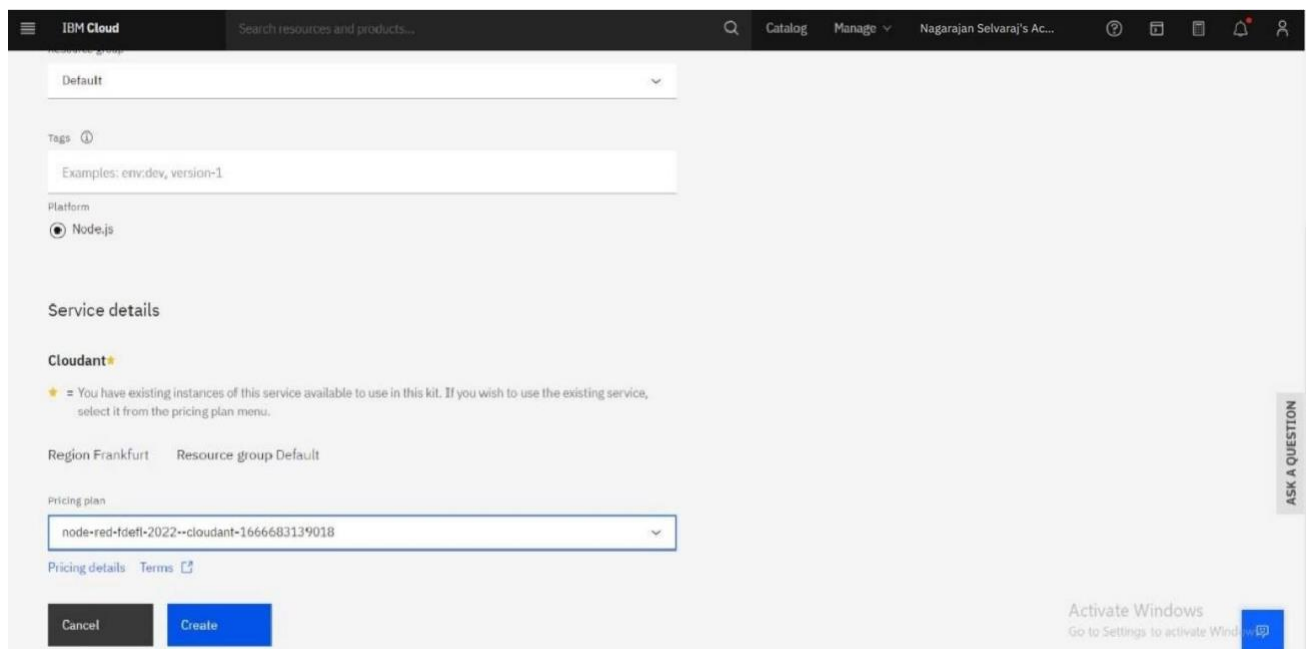 IBM Cloud
Search resources and products...
Catalog
Manage
Nagarajan Selvaraj's Ac...
Resource group
Default
Tags
Examples: env:dev, version-1
Platform
Node.js
Service details
Cloudant
= You have existing instances of this service available to use in this kit. If you wish to use the existing service,
select it from the pricing plan menu.
Region Frankfurt Resource group Default
Pricing plan
node-red-fdefl-2022--cloudant-1666683139018
Pricing details Terms
Cancel
Create
ASK A QUESTION
Activate Windows
Go to Settings to activate Windows